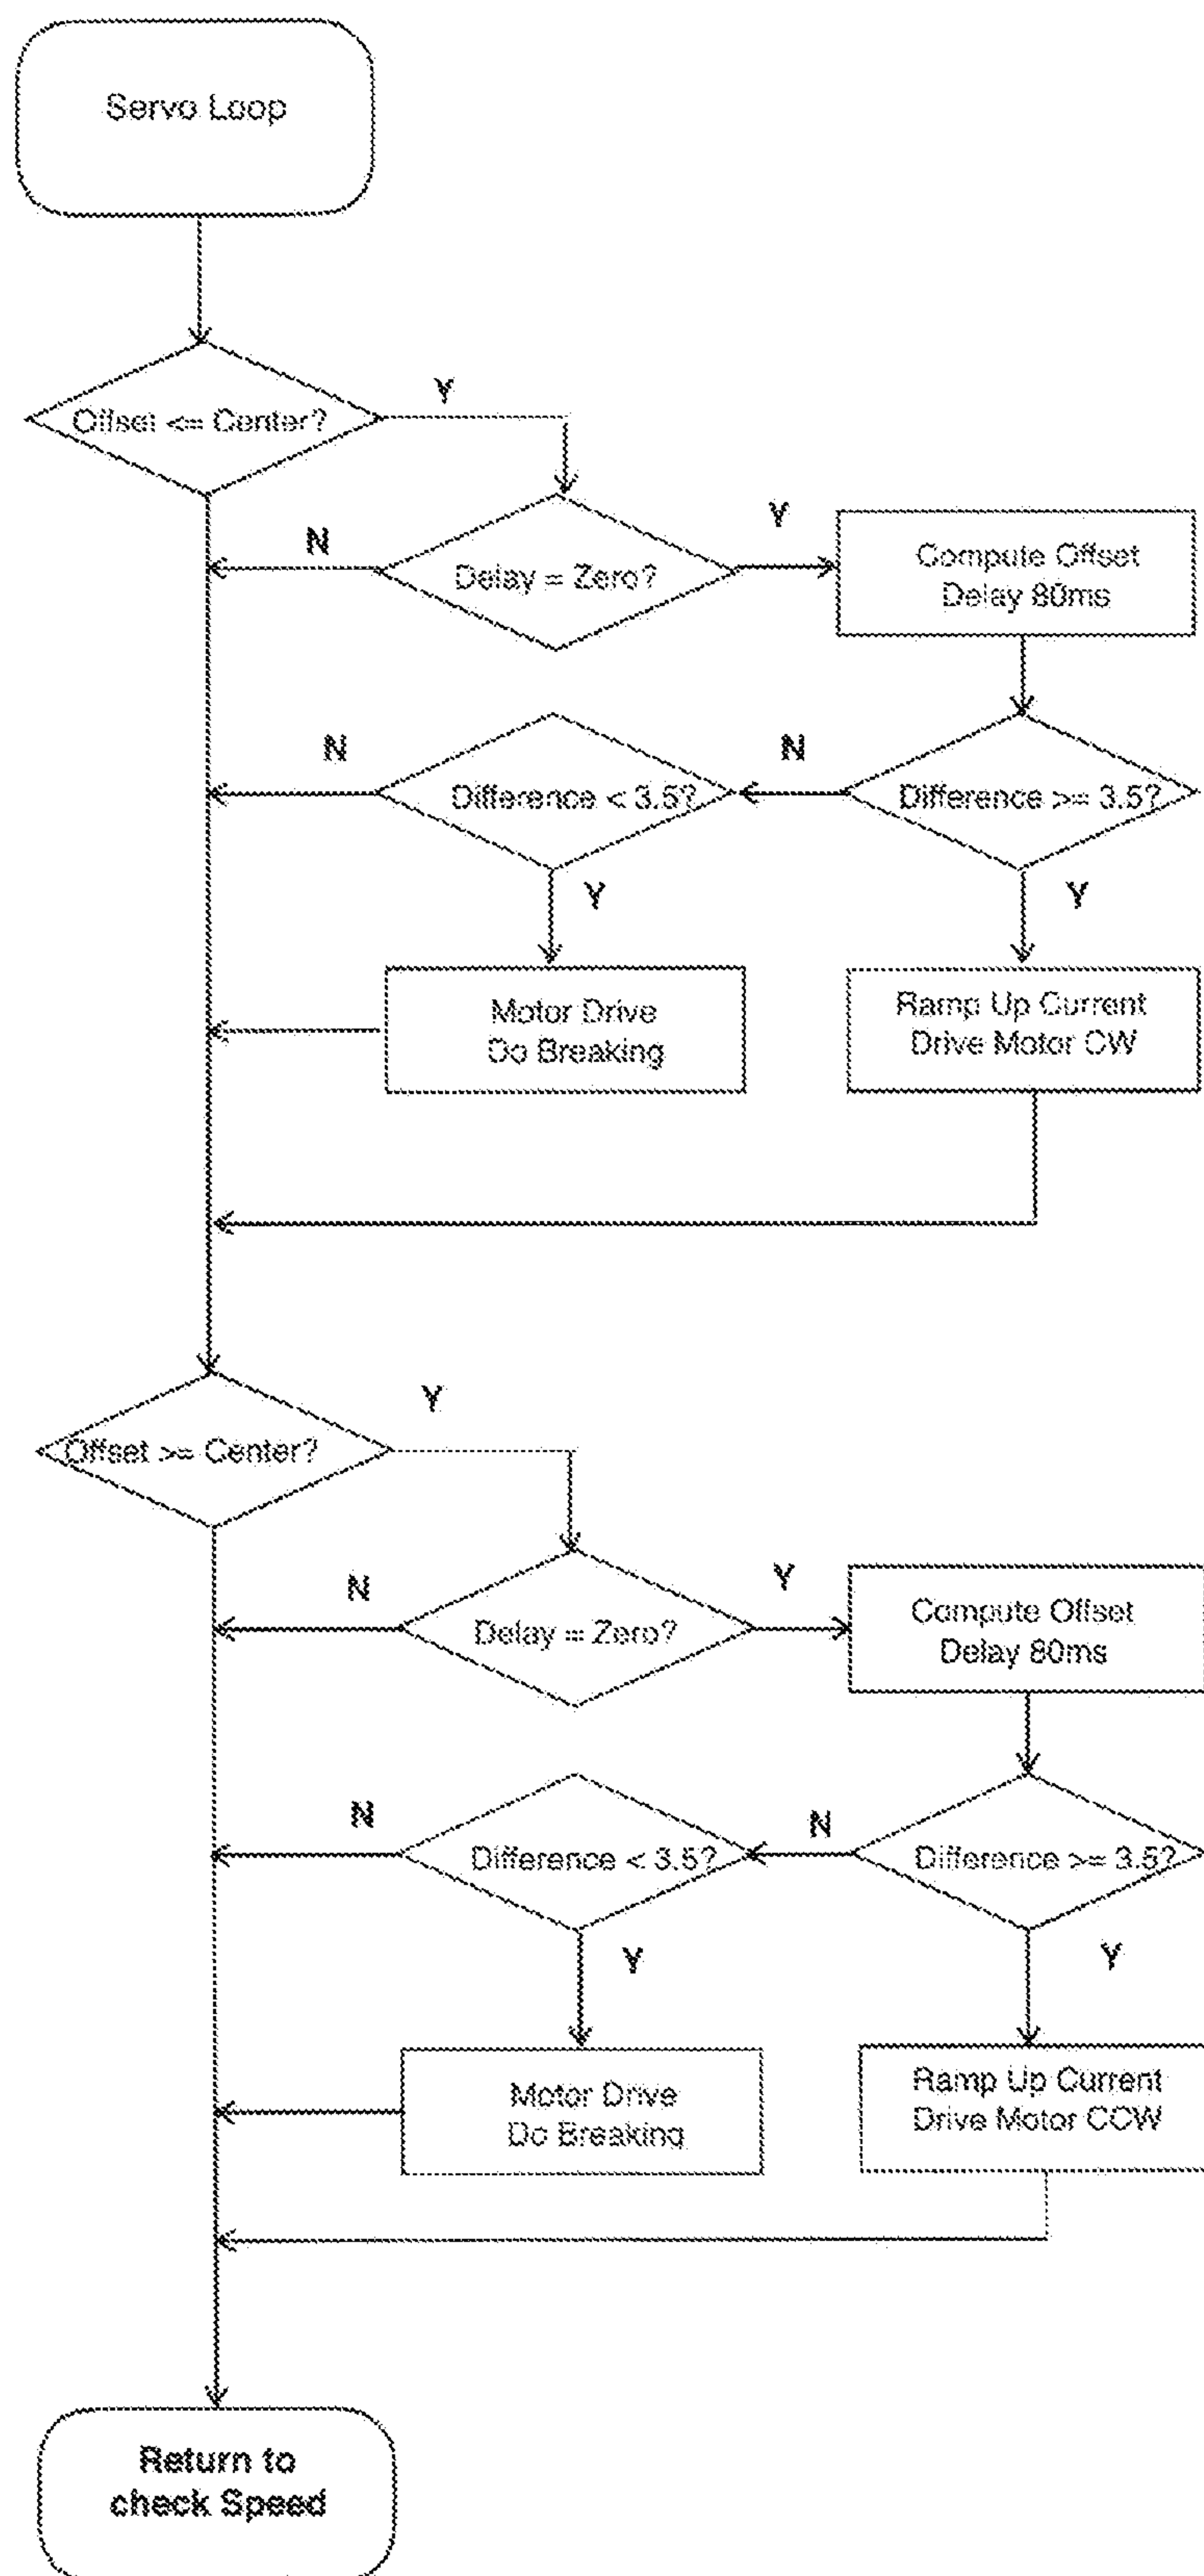 Servo Loop
Offset <= Center?
Y
N
Delay = Zero?
Y
Compute Offset
Delay 80ms
N
Difference < 3.5?
N
Difference >= 3.5?
Y
Y
Motor Drive
Do Breaking
Ramp Up Current
Drive Motor CW
Offset >= Center?
Y
N
Delay = Zero?
Y
Compute Offset
Delay 80ms
N
Difference < 3.5?
N
Difference >= 3.5?
Y
Y
Motor Drive
Do Breaking
Ramp Up Current
Drive Motor CCW
Return to
check Speed